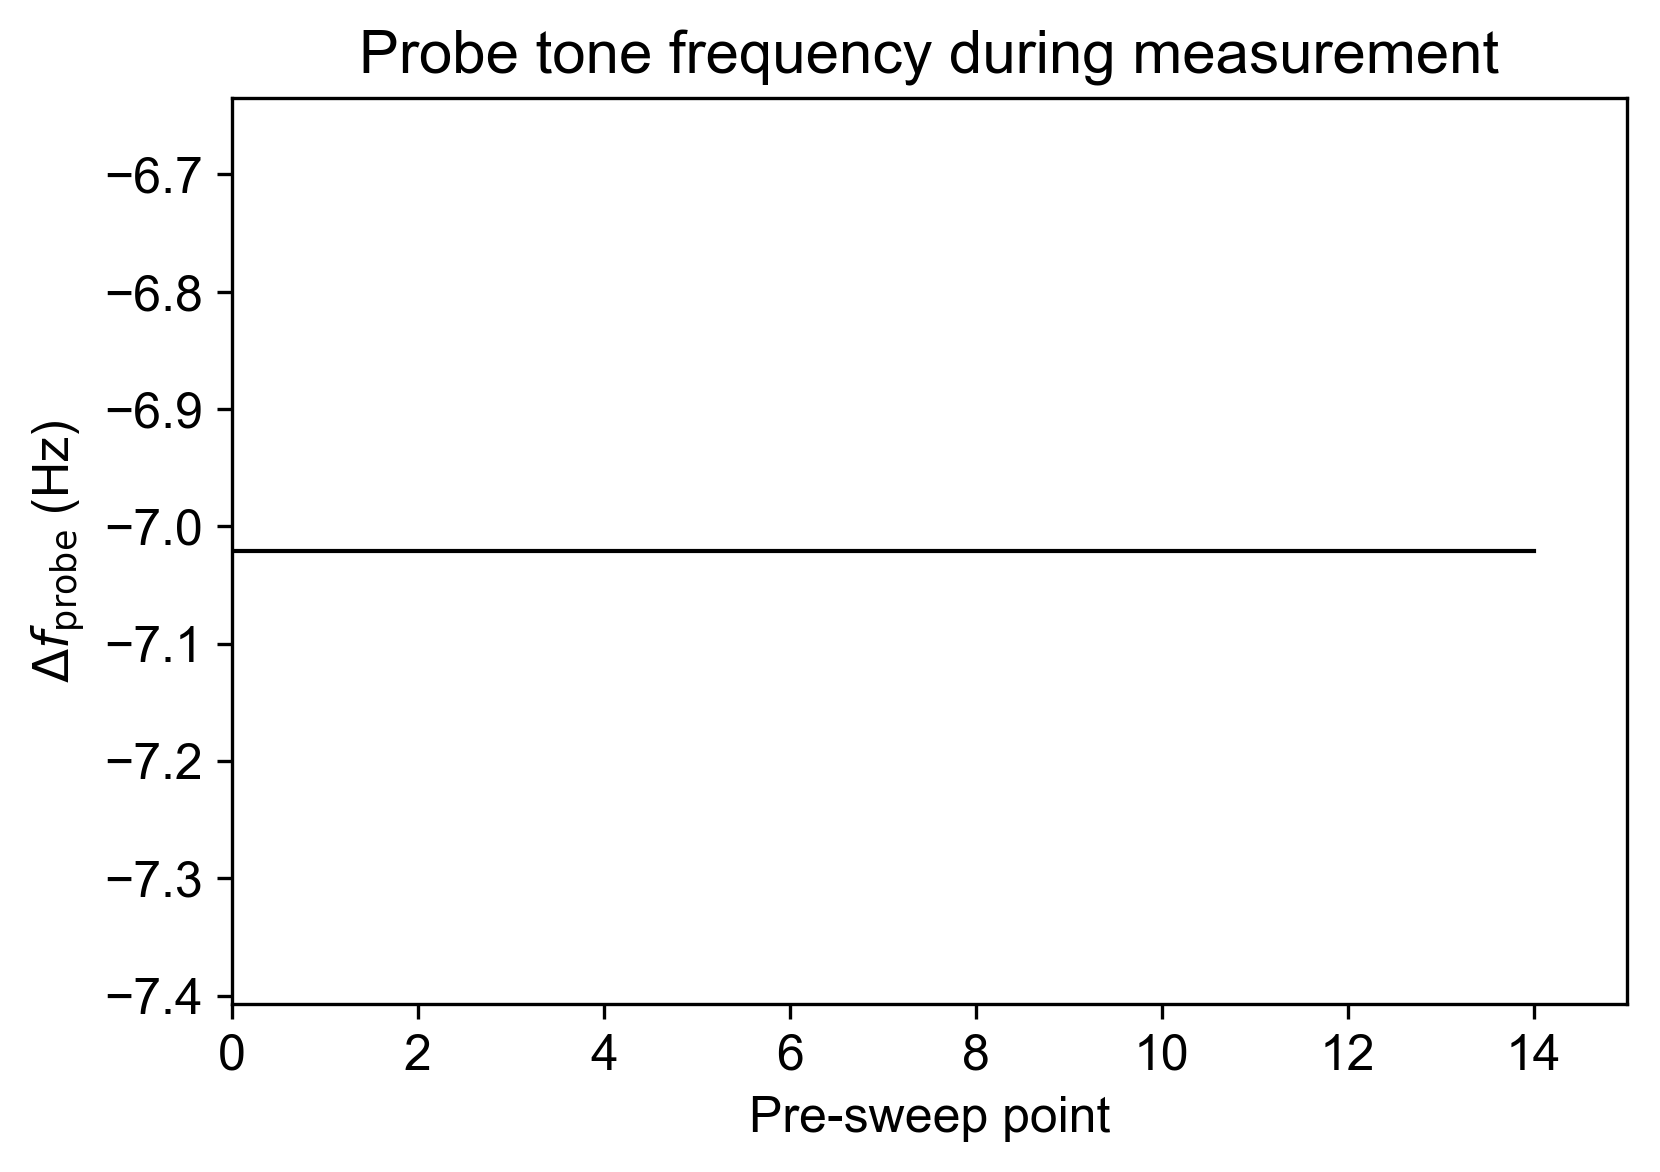 Probe tone frequency during measurement
−6.7
−6.8
−6.9
−7.0
−7.1
−7.2
−7.3
−7.4
Δf_probe (Hz)
0 2 4 6 8 10 12 14
Pre-sweep point